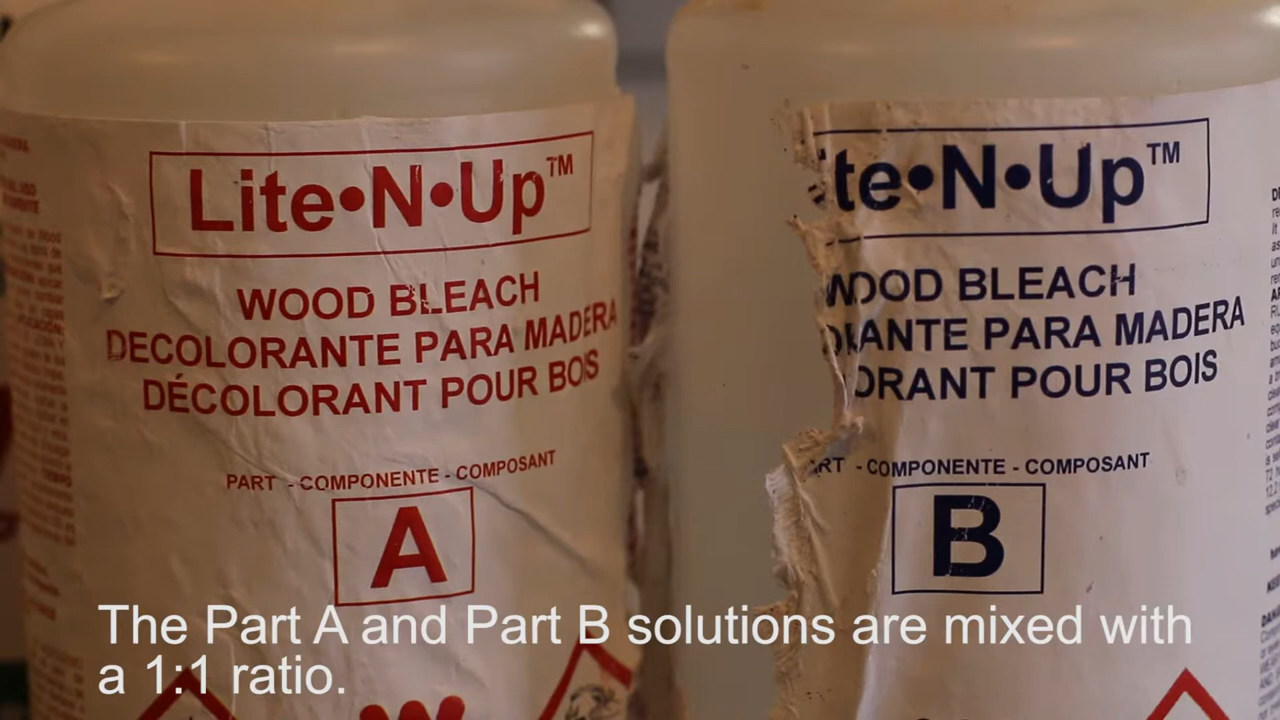 Lite•N•Up™
WOOD BLEACH
DECOLORANTE PARA MADERA
DÉCOLORANT POUR BOIS
PART - COMPONENTE - COMPOSANT
A
te•N•Up™
WOOD BLEACH
ANTE PARA MADERA
ORANT POUR BOIS
RT - COMPONENTE - COMPOSANT
B
The Part A and Part B solutions are mixed with
a 1:1 ratio.